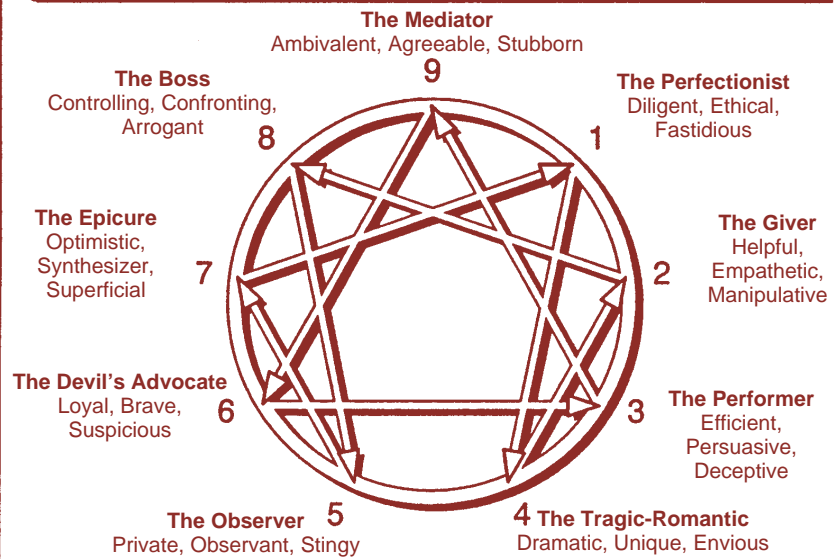 The Mediator
Ambivalent, Agreeable, Stubborn
9
The Boss
Controlling, Confronting,
Arrogant
8
The Perfectionist
Diligent, Ethical,
Fastidious
1
The Epicure
Optimistic,
Synthesizer,
Superficial
7
The Giver
Helpful,
Empathetic,
Manipulative
2
The Devil's Advocate
Loyal, Brave,
Suspicious
6
The Performer
Efficient,
Persuasive,
Deceptive
3
The Observer
Private, Observant, Stingy
5
4
The Tragic-Romantic
Dramatic, Unique, Envious